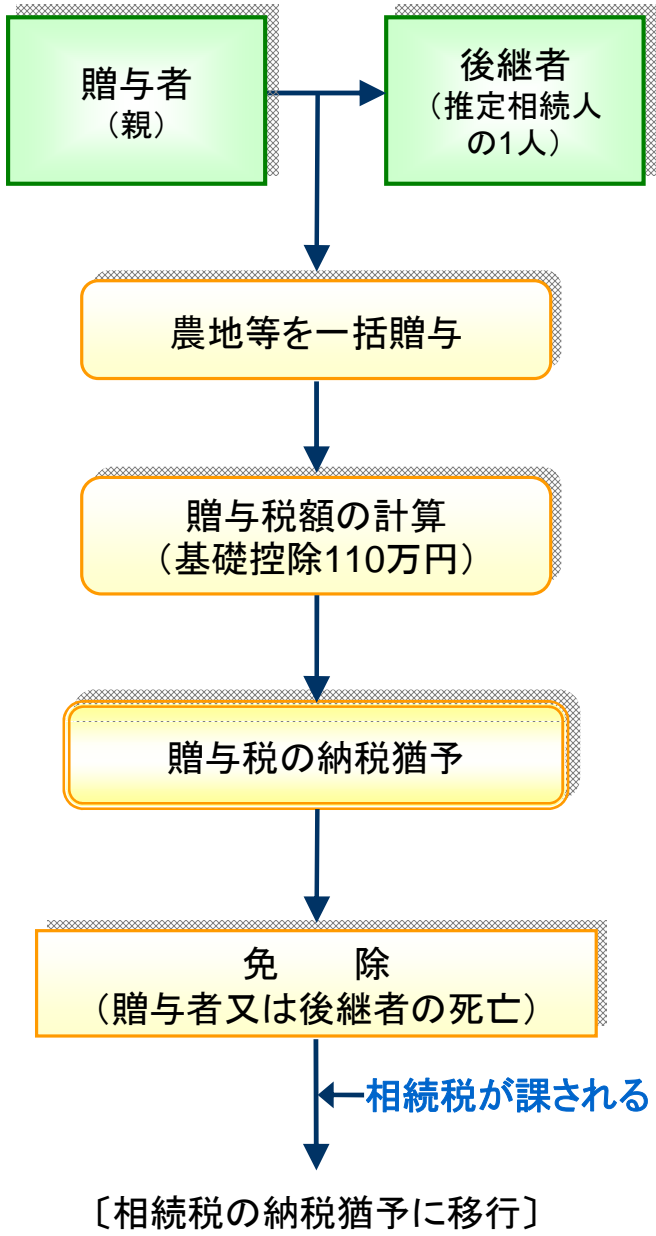 贈与者
（親）
後継者
（推定相続人
の1人）
農地等を一括贈与
贈与税額の計算
（基礎控除110万円）
贈与税の納税猶予
免　　除
（贈与者又は後継者の死亡）
相続税が課される
〔相続税の納税猶予に移行〕